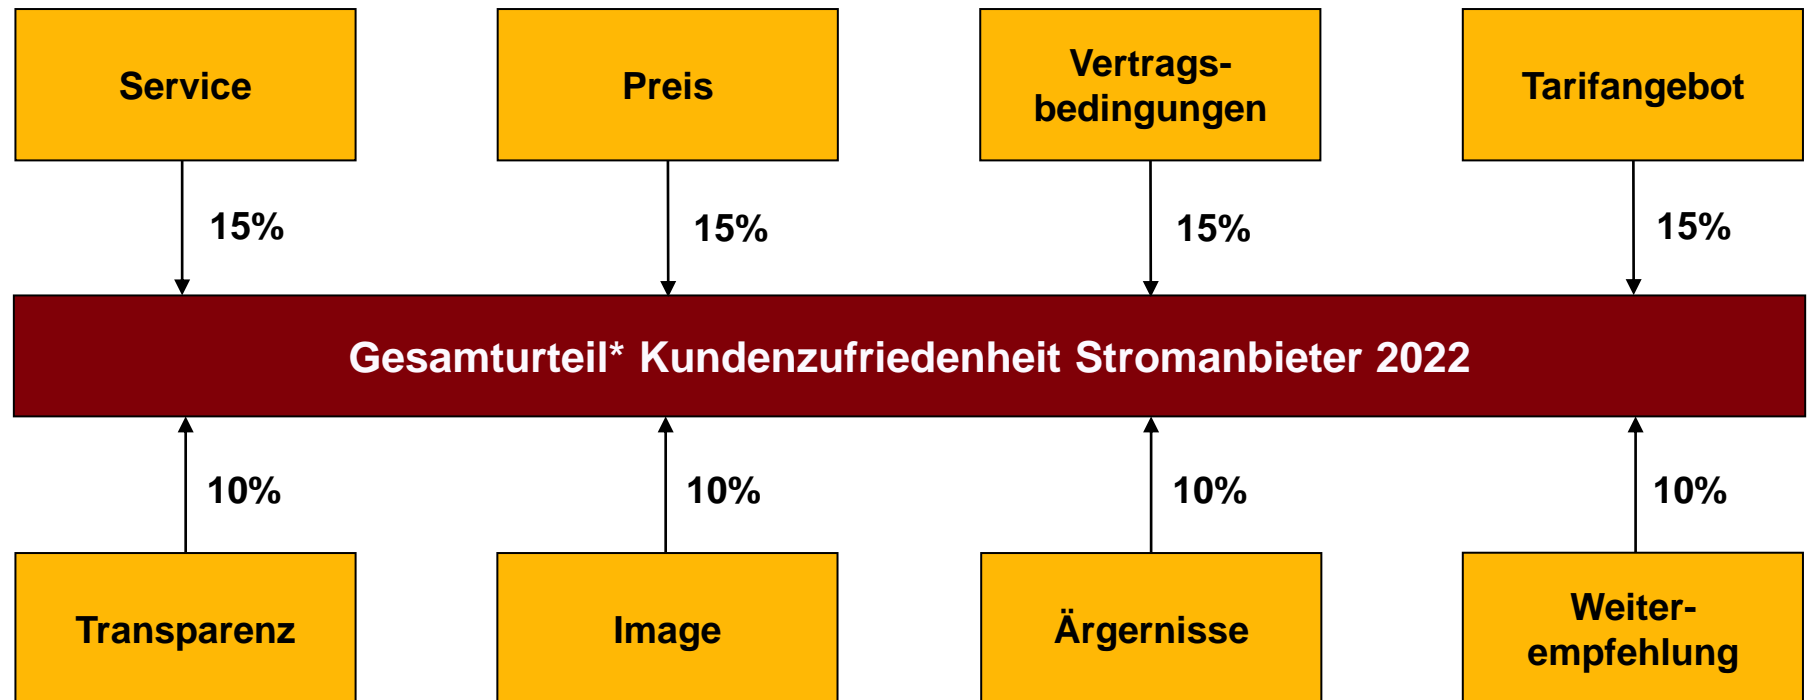 Service
Preis
Vertrags-
bedingungen
Tarifangebot
15%
15%
15%
15%
Gesamturteil* Kundenzufriedenheit Stromanbieter 2022
10%
10%
10%
10%
Transparenz
Image
Ärgernisse
Weiter-
empfehlung